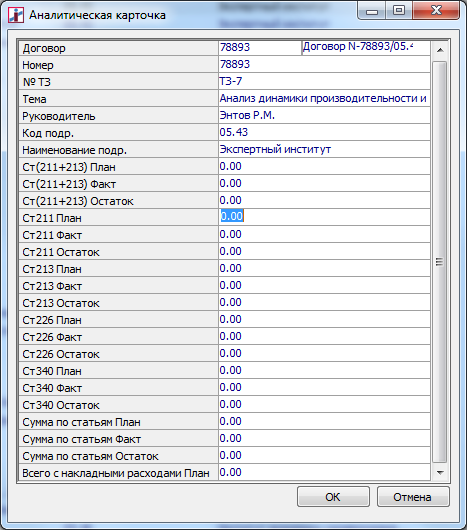 Аналитическая карточка
Договор 78893 Договор N-78893/05.4
Номер 78893
№ ТЗ ТЗ-7
Тема Анализ динамики производительности и
Руководитель Энтов Р.М.
Код подр. 05.43
Наименование подр. Экспертный институт
Ст(211+213) План 0.00
Ст(211+213) Факт 0.00
Ст(211+213) Остаток 0.00
Ст211 План 0.00
Ст211 Факт 0.00
Ст211 Остаток 0.00
Ст213 План 0.00
Ст213 Факт 0.00
Ст213 Остаток 0.00
Ст226 План 0.00
Ст226 Факт 0.00
Ст226 Остаток 0.00
Ст340 План 0.00
Ст340 Факт 0.00
Ст340 Остаток 0.00
Сумма по статьям План 0.00
Сумма по статьям Факт 0.00
Сумма по статьям Остаток 0.00
Всего с накладными расходами План 0.00
ОК Отмена